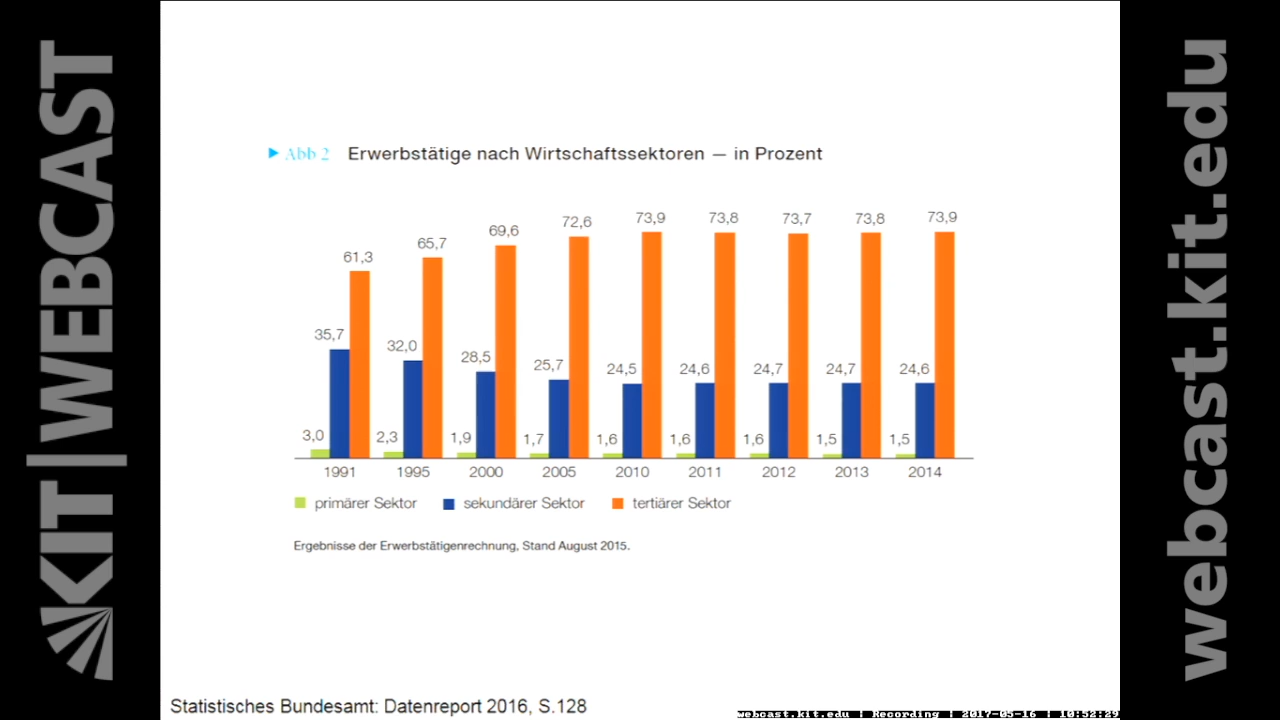 KIT | WEBCAST
▶ Abb 2 Erwerbstätige nach Wirtschaftssektoren — in Prozent
3,0 35,7 61,3
2,3 32,0 65,7
1,9 28,5 69,6
1,7 25,7 72,6
1,6 24,5 73,9
1,6 24,6 73,8
1,6 24,7 73,7
1,5 24,7 73,8
1,5 24,6 73,9
1991 1995 2000 2005 2010 2011 2012 2013 2014
primärer Sektor sekundärer Sektor tertiärer Sektor
Ergebnisse der Erwerbstätigenrechnung, Stand August 2015.
Statistisches Bundesamt: Datenreport 2016, S.128
webcast.kit.edu | Recording | 2017-05-16 | 10:52:29
webcast.kit.edu